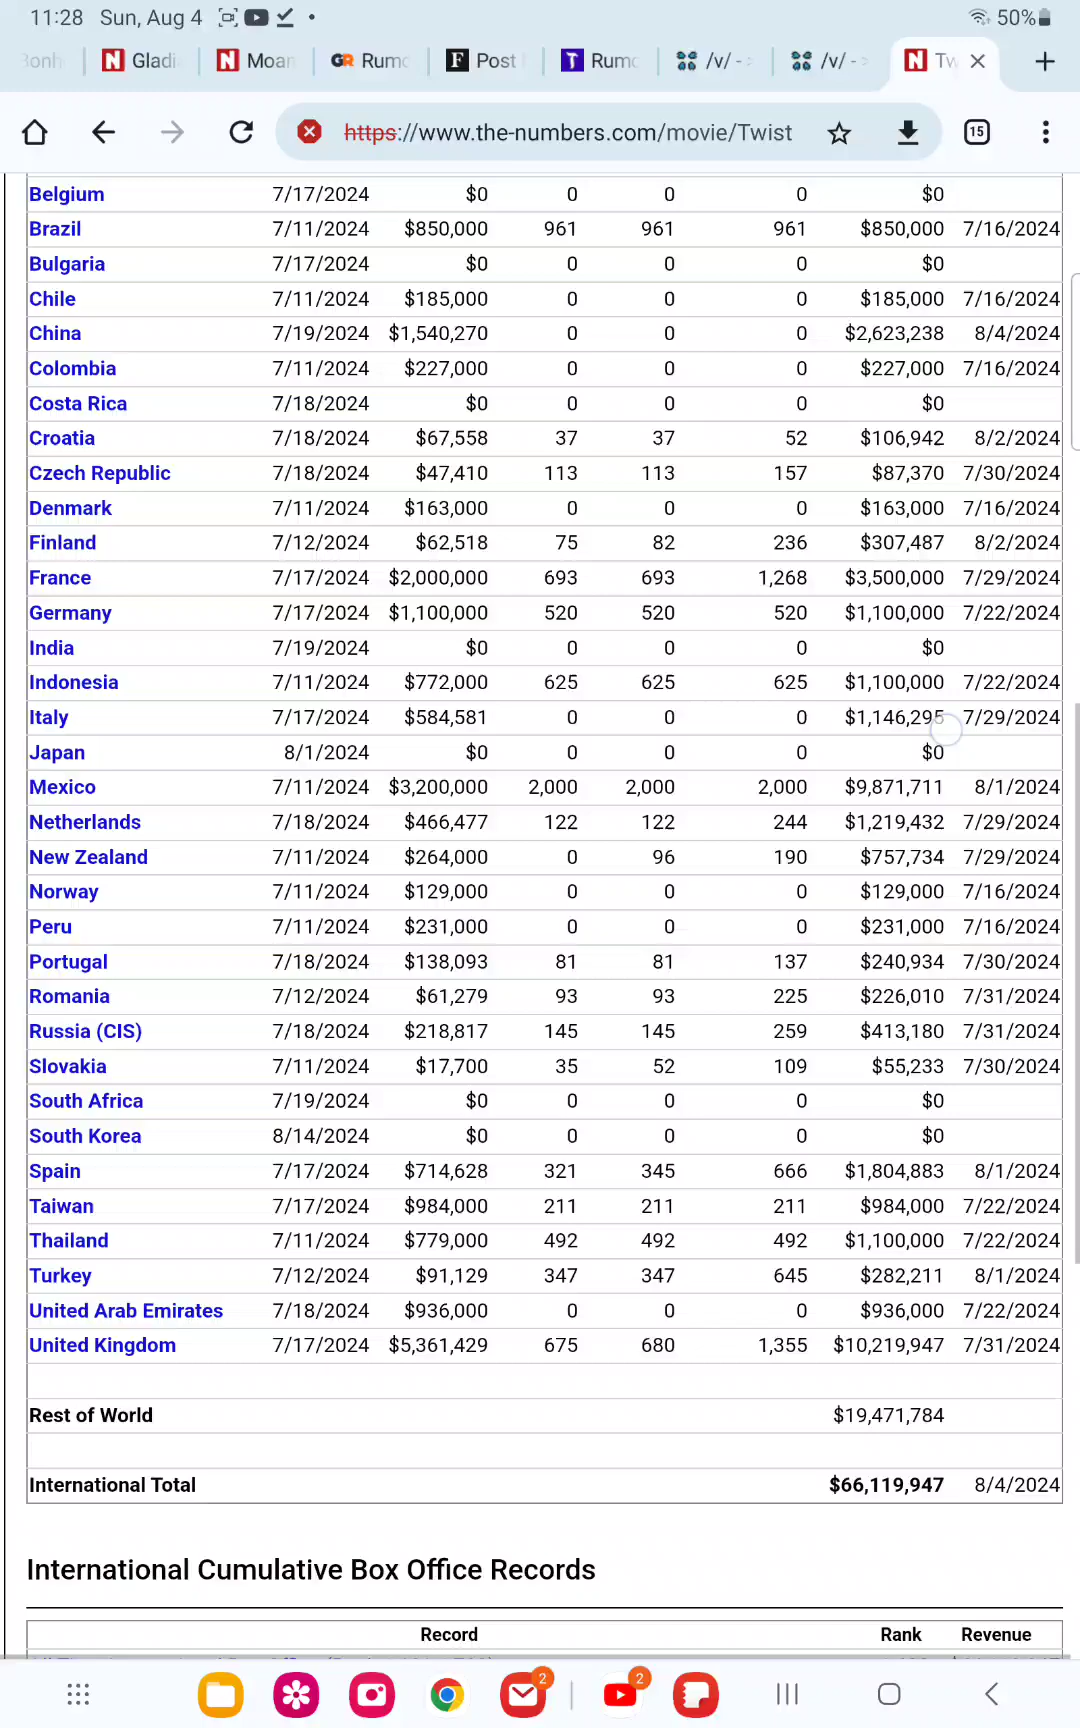 11:28 Sun, Aug 4 50%
Gladi Moan GR Rumo F Post T Rum /v/ - /v/ - N Tw
https://www.the-numbers.com/movie/Twist 15
Belgium 7/17/2024 $0 0 0 0 $0
Brazil 7/11/2024 $850,000 961 961 961 $850,000 7/16/2024
Bulgaria 7/17/2024 $0 0 0 0 $0
Chile 7/11/2024 $185,000 0 0 0 $185,000 7/16/2024
China 7/19/2024 $1,540,270 0 0 0 $2,623,238 8/4/2024
Colombia 7/11/2024 $227,000 0 0 0 $227,000 7/16/2024
Costa Rica 7/18/2024 $0 0 0 0 $0
Croatia 7/18/2024 $67,558 37 37 52 $106,942 8/2/2024
Czech Republic 7/18/2024 $47,410 113 113 157 $87,370 7/30/2024
Denmark 7/11/2024 $163,000 0 0 0 $163,000 7/16/2024
Finland 7/12/2024 $62,518 75 82 236 $307,487 8/2/2024
France 7/17/2024 $2,000,000 693 693 1,268 $3,500,000 7/29/2024
Germany 7/17/2024 $1,100,000 520 520 520 $1,100,000 7/22/2024
India 7/19/2024 $0 0 0 0 $0
Indonesia 7/11/2024 $772,000 625 625 625 $1,100,000 7/22/2024
Italy 7/17/2024 $584,581 0 0 0 $1,146,295 7/29/2024
Japan 8/1/2024 $0 0 0 0 $0
Mexico 7/11/2024 $3,200,000 2,000 2,000 2,000 $9,871,711 8/1/2024
Netherlands 7/18/2024 $466,477 122 122 244 $1,219,432 7/29/2024
New Zealand 7/11/2024 $264,000 0 96 190 $757,734 7/29/2024
Norway 7/11/2024 $129,000 0 0 0 $129,000 7/16/2024
Peru 7/11/2024 $231,000 0 0 0 $231,000 7/16/2024
Portugal 7/18/2024 $138,093 81 81 137 $240,934 7/30/2024
Romania 7/12/2024 $61,279 93 93 225 $226,010 7/31/2024
Russia (CIS) 7/18/2024 $218,817 145 145 259 $413,180 7/31/2024
Slovakia 7/11/2024 $17,700 35 52 109 $55,233 7/30/2024
South Africa 7/19/2024 $0 0 0 0 $0
South Korea 8/14/2024 $0 0 0 0 $0
Spain 7/17/2024 $714,628 321 345 666 $1,804,883 8/1/2024
Taiwan 7/17/2024 $984,000 211 211 211 $984,000 7/22/2024
Thailand 7/11/2024 $779,000 492 492 492 $1,100,000 7/22/2024
Turkey 7/12/2024 $91,129 347 347 645 $282,211 8/1/2024
United Arab Emirates 7/18/2024 $936,000 0 0 0 $936,000 7/22/2024
United Kingdom 7/17/2024 $5,361,429 675 680 1,355 $10,219,947 7/31/2024
Rest of World $19,471,784
International Total $66,119,947 8/4/2024
International Cumulative Box Office Records
Record Rank Revenue
2 2